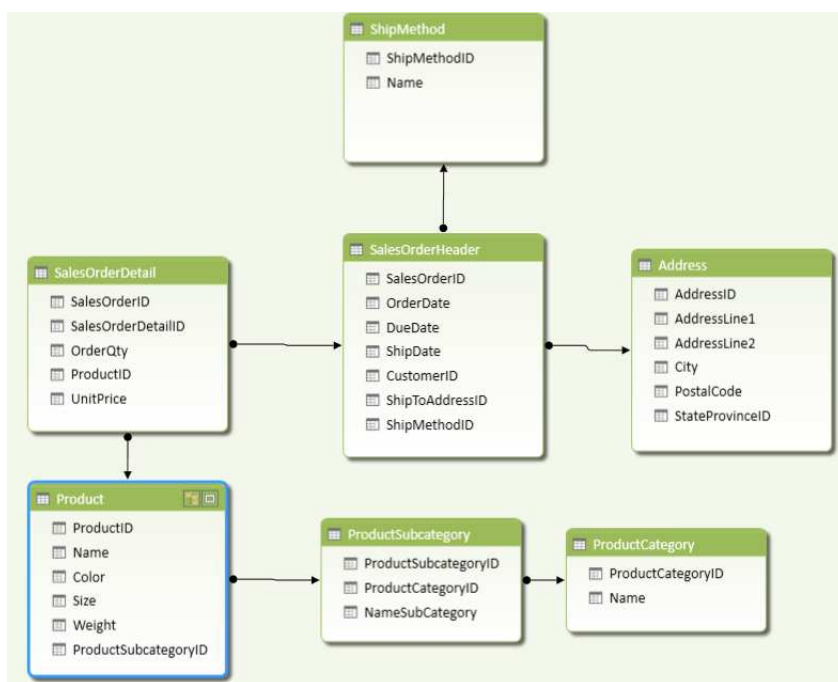 ShipMethod
ShipMethodID
Name
SalesOrderDetail
SalesOrderID
SalesOrderDetailID
OrderQty
ProductID
UnitPrice
SalesOrderHeader
SalesOrderID
OrderDate
DueDate
ShipDate
CustomerID
ShipToAddressID
ShipMethodID
Address
AddressID
AddressLine1
AddressLine2
City
PostalCode
StateProvinceID
Product
ProductID
Name
Color
Size
Weight
ProductSubcategoryID
ProductSubcategory
ProductSubcategoryID
ProductCategoryID
NameSubCategory
ProductCategory
ProductCategoryID
Name